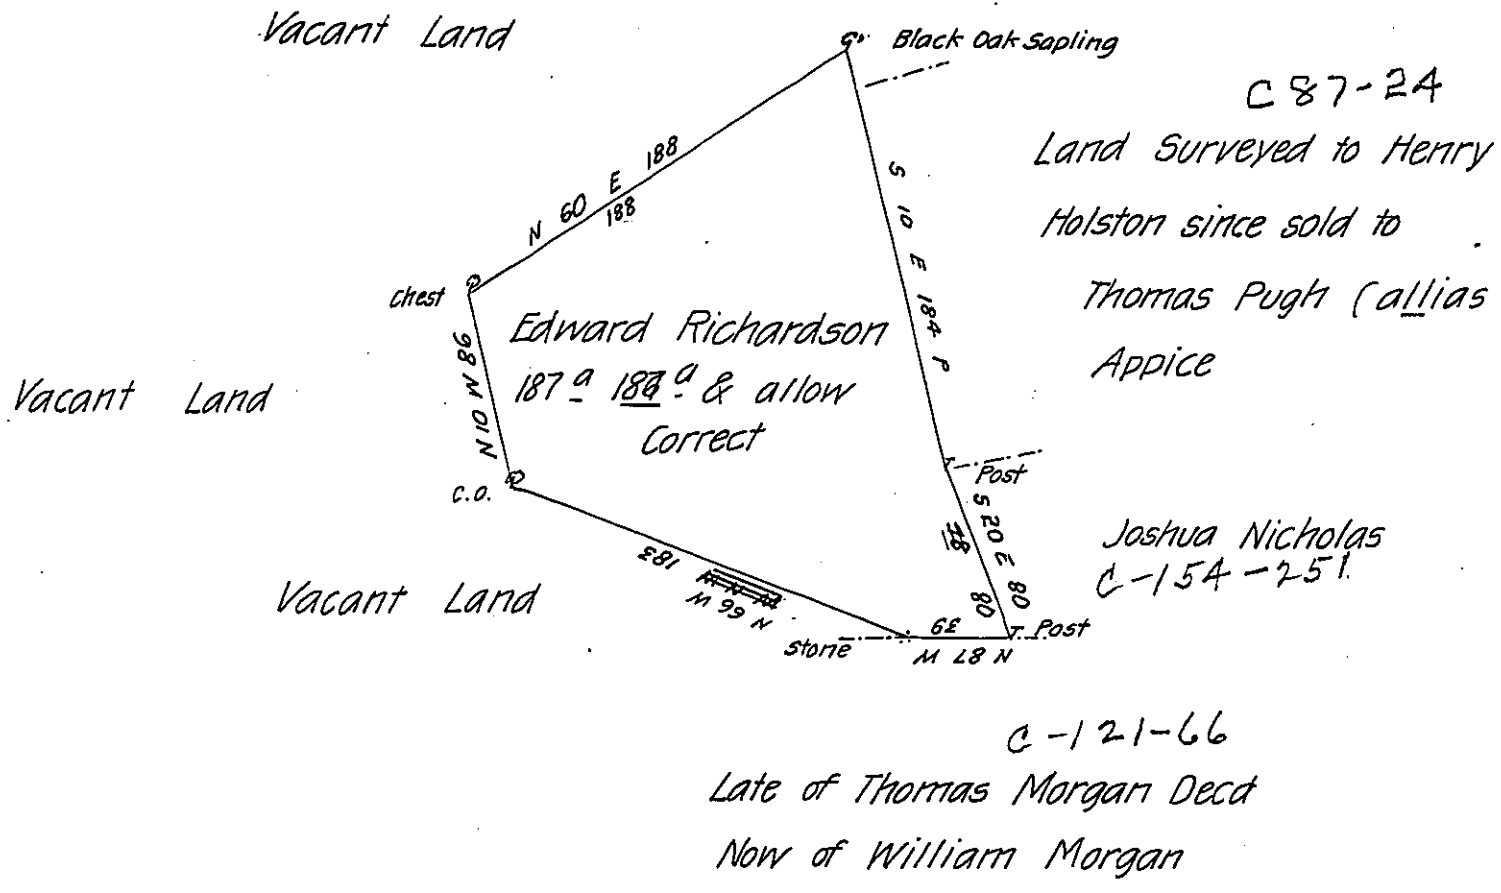 Vacant Land
Black Oak Sapling
C 87-24
Land Surveyed to Henry
Holston since sold to
Thomas Pugh (allias
Appice
N 60 E 188
188
S 10 E 184 P
Chest
Edward Richardson
187 a & allow
Correct
Vacant Land
N 10 W 86
C.O.
Post
S 20 E 80
80
Joshua Nicholas
C-154-251
183
N 66 W
Vacant Land
Stone
39
N 87 W
Post
C-121-66
Late of Thomas Morgan Decd
Now of William Morgan